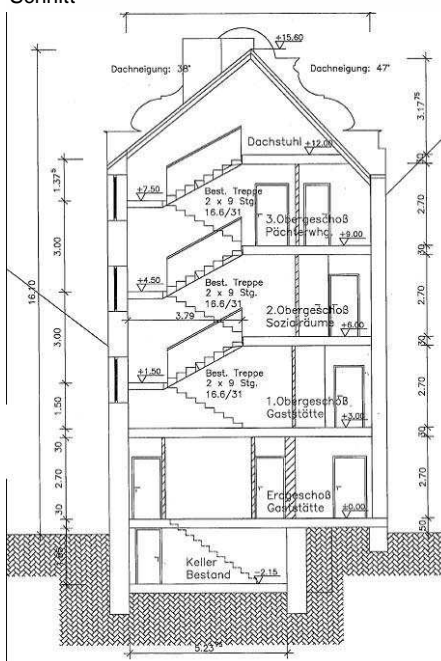 Schnitt
+15.60
Dachneigung: 38°
Dachneigung: 47°
3.17⁷⁵
Dachstuhl
+12.00
30
1.37⁵
+7.50
Best. Treppe
2 x 9 Stg.
16.6/31
2.70
3.Obergeschoß
Pächterwhg.
+9.00
3.00
16.10
30
+4.50
Best. Treppe
2 x 9 Stg.
16.6/31
2.70
3.79
2.Obergeschoß
Sozialräume
+6.00
3.00
30
+1.50
Best. Treppe
2 x 9 Stg.
16.6/31
2.70
1.50
1.Obergeschoß
Gaststätte
+3.00
30
30
2.70
2.70
Erdgeschoß
Gaststätte
+0.00
30
50
Keller
Bestand
-2.15
5.23⁷⁵